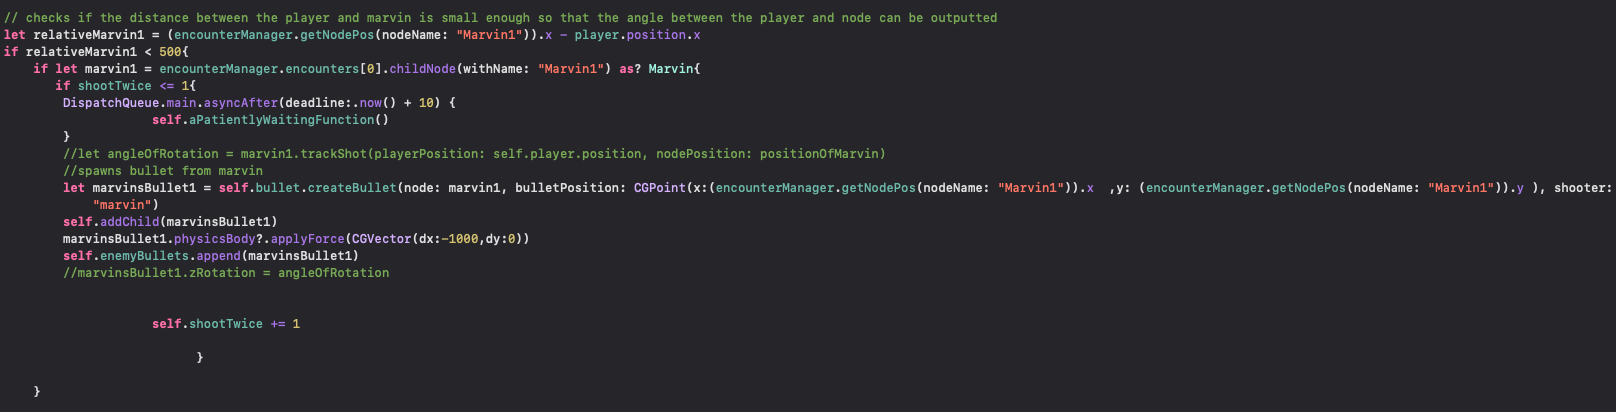 // checks if the distance between the player and marvin is small enough so that the angle between the player and node can be outputted
let relativeMarvin1 = (encounterManager.getNodePos(nodeName: "Marvin1")).x - player.position.x
if relativeMarvin1 < 500{
if let marvin1 = encounterManager.encounters[0].childNode(withName: "Marvin1") as? Marvin{
if shootTwice <= 1{
DispatchQueue.main.asyncAfter(deadline:.now() + 10) {
self.aPatientlyWaitingFunction()
}
//let angleOfRotation = marvin1.trackShot(playerPosition: self.player.position, nodePosition: positionOfMarvin)
//spawns bullet from marvin
let marvinsBullet1 = self.bullet.createBullet(node: marvin1, bulletPosition: CGPoint(x:(encounterManager.getNodePos(nodeName: "Marvin1")).x  ,y: (encounterManager.getNodePos(nodeName: "Marvin1")).y ), shooter:
"marvin")
self.addChild(marvinsBullet1)
marvinsBullet1.physicsBody?.applyForce(CGVector(dx:-1000,dy:0))
self.enemyBullets.append(marvinsBullet1)
//marvinsBullet1.zRotation = angleOfRotation
self.shootTwice += 1
}
}